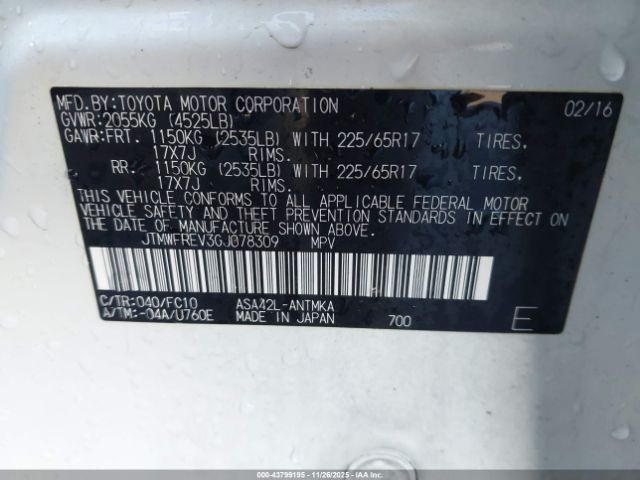 MFD.BY:TOYOTA MOTOR CORPORATION 02/16
GVWR:2055KG (4525LB)
GAWR:FRT. 1150KG (2535LB) WITH 225/65R17 TIRES,
17X7J RIMS.
RR. 1150KG (2535LB) WITH 225/65R17 TIRES,
17X7J RIMS.
THIS VEHICLE CONFORMS TO ALL APPLICABLE FEDERAL MOTOR
VEHICLE SAFETY AND THEFT PREVENTION STANDARDS IN EFFECT ON
THE DATE OF MANUFACTURE SHOWN ABOVE.
JTMWFREV3GJ078309 MPV
C/TR:040/FC10 ASA42L-ANTMKA
A/TM:-04A/U760E MADE IN JAPAN 700 E
000-43799195 - 11/26/2025 - IAAI.COM